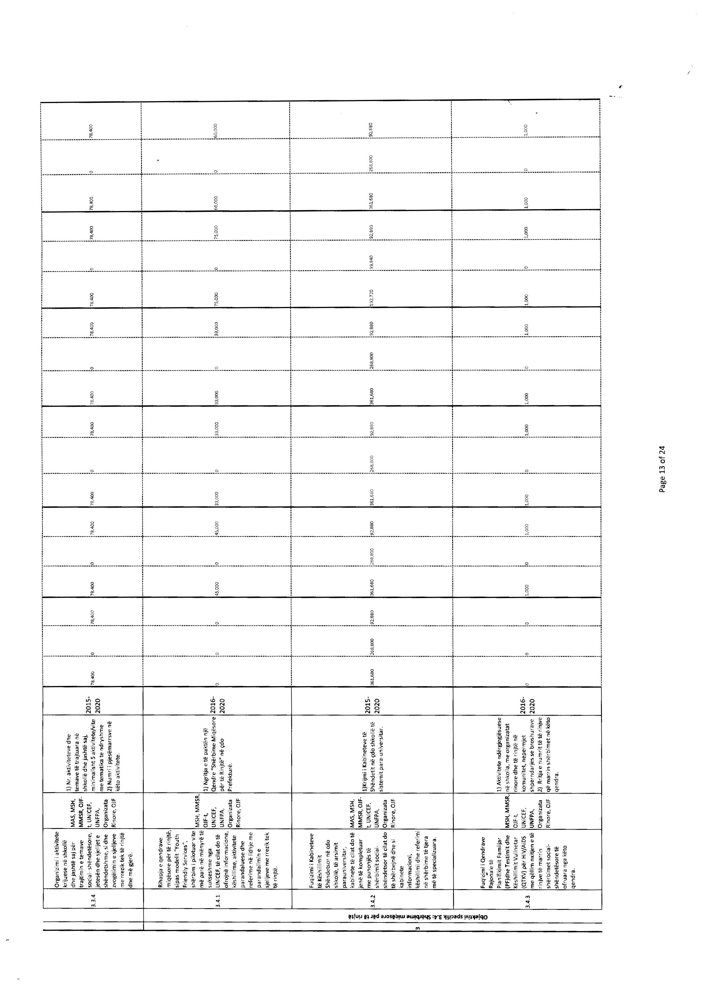 3
Objektivi specifik 3.4: Shërbime miqësore për të rinjtë
3.3.4
Organizimi i aktivitete
krijuese në shkollë
dhe jashtë saj për
trajtimin e temave
social- shëndetësore,
jetesën dhe sjelljet e
shëndetshme, si dhe
zvogëlimin e sjelljeve
me rrezik tek të rinjtë
dhe më gjerë.
MAS, MSH,
MMSR, OJF-
t, UNiCEF,
UNFPA,
Organizata
Rinore, OJF
1) Nr. aktiviteteve dhe
temave të trajtuara në
shkollë dhe jashtë saj,
minimalisht 5 aktivitete/vite
me tematika te ndryshme
2) Numri i pjesëmarrsve në
këto aktivitete.
2015-
2020
78.400
0
78,400
78.400
0
78,400
78,400
0
78,400
78,400
0
78,400
78.400
0
78,400
78,400
0
78,400
3.4.1
Rihapja e qendrave
miqësore për të rinjtë,
sipas modelit "Youth
Friendly Services",
shërbim i pilotuar vite
më parë në mënyrë të
suksesshme nga
UNiCEF, të cilat do të
ofrojnë informacione,
këshillime, aktivitete
parandaluese dhe
referime në lidhje me
parandalimin e
sjelljeve me rrezik tek
të rinjtë.
MSH, MMSR,
OJF-t,
UNiCEF,
UNFPA,
Organizata
Rinore, OJF
1) Ngritja e të paktën një
Qendre "Shërbime Miqësore
për të Rinjtë" në çdo
Prefekturë.
2016-
2020
0
0
0
45,000
0
45,000
33,000
0
33,000
33,000
0
33,000
75,000
0
75,000
60,000
0
60,000
3.4.2
Fuqizimi i Kabineteve
të Këshillimit
Shëndetsor në cdo
shkollë, të arsimit
parauniversitar,
kabinete të cilat do të
jenë të kompletuar
me punonjës të
shërbimit social-
shëndetsor të cilat do
të shërbejnë dhe si
kabinete
informacioni,
këshillimi dhe referimi
në shërbime të tjera
më të specializuara.
MAS, MSH,
MMSR, OJF-
t, UNiCEF,
UNFPA,
Organizata
Rinore, OJF
1)Krijmi i Kabineteve të
Shëndetit në çdo shkollë të
sistemit para-universitar.
2015-
2020
361,680
268,800
92,880
361,680
268,800
92,880
361,680
268,800
92,880
361,680
268,800
92,880
192,720
99,840
92,880
361,680
268,800
92,880
3.4.3
Fuqizimi i Qendrave
Rajonale të
Planifikimit Familjar
(PF)dhe Testimit dhe
Këshillimit Vullnetar
(QTKV) për HiV/AiDS
me qëllim nxitjen e të
rinjve të marrin
shërbimet social-
shëndetësore të
ofruara nga këto
qendra.
MSH, MMSR,
OJF-t,
UNiCEF,
UNFPA,
Organizata
Rinore, OJF
1) Aktivitete ndërgjegjësuese
në shkolla, me organizatat
rinore dhe të rinjtë në
komunitet, nepermjet
shperndarjes se broshurave
2) Rritja e numrit të të rinjve
që marrin shërbimet në këto
qendra.
2016-
2020
0
0
0
1,000
0
1,000
1,000
0
1,000
1.000
0
1.000
1.000
0
1,000
1,000
0
1.000
Page 13 of 24